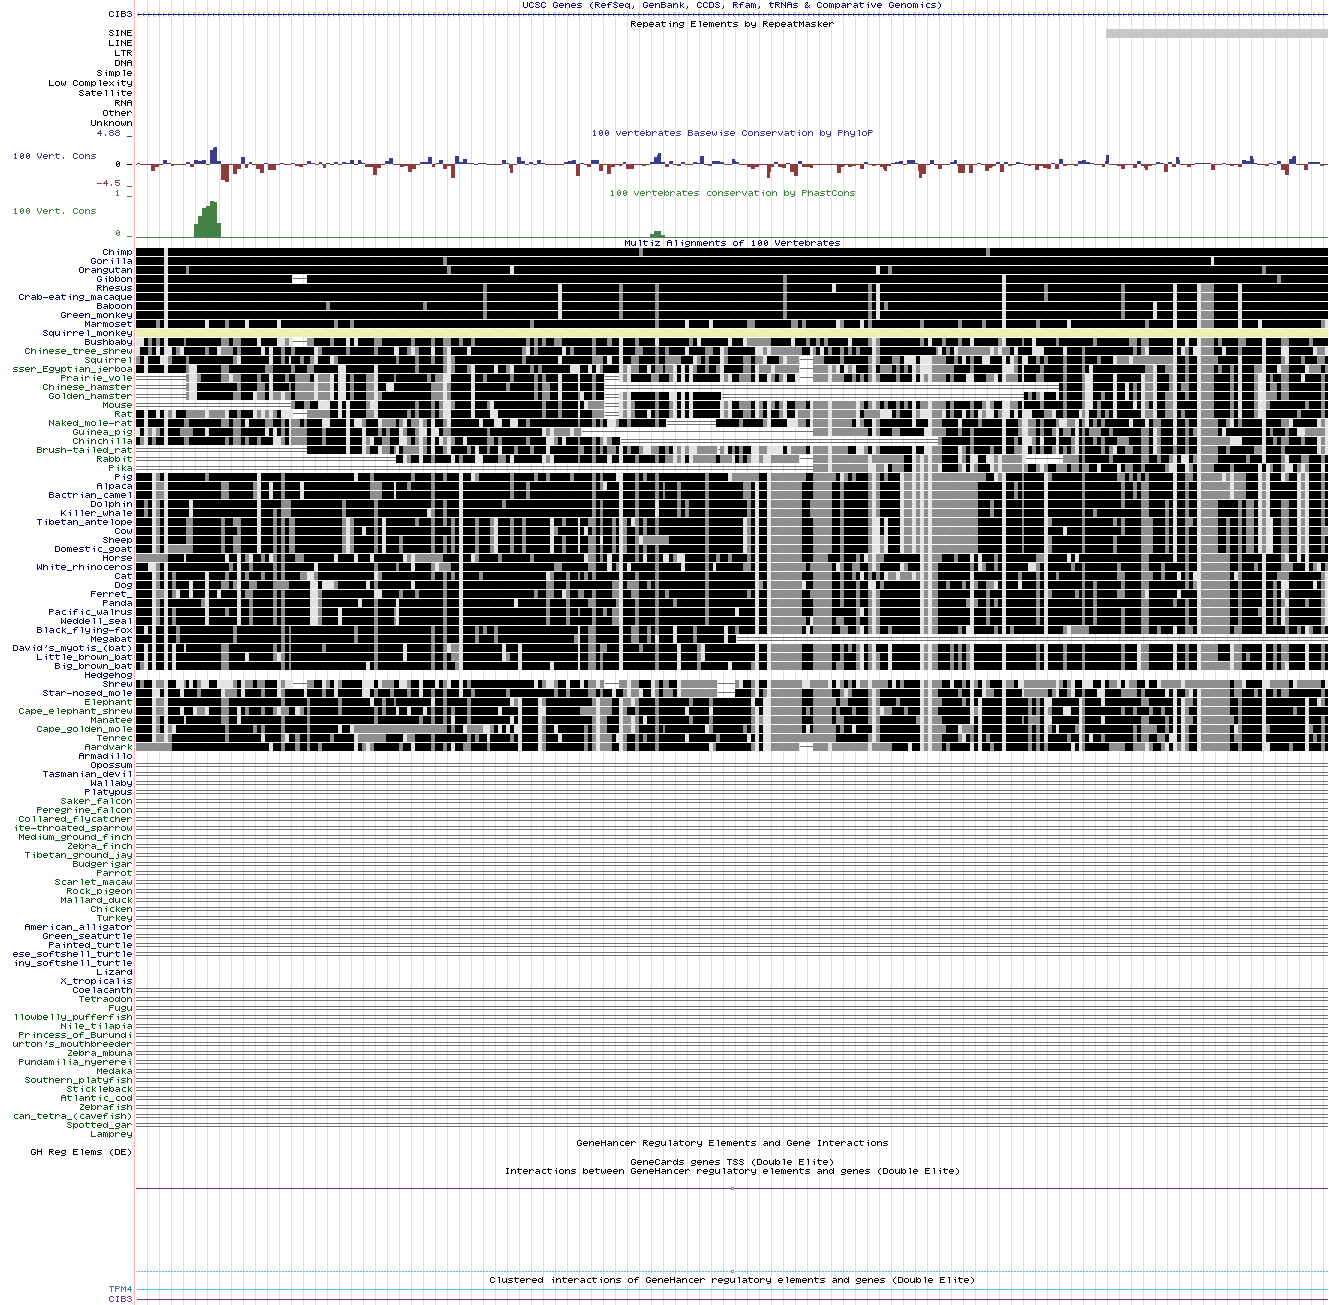 UCSC Genes (RefSeq, GenBank, CCDS, Rfam, tRNAs & Comparative Genomics)
CIB3
Repeating Elements by RepeatMasker
SINE
LINE
LTR
DNA
Simple
Low Complexity
Satellite
RNA
Other
Unknown
4.88 _
100 vertebrates Basewise Conservation by PhyloP
100 Vert. Cons
0 _
-4.5 _
1 _
100 vertebrates conservation by PhastCons
100 Vert. Cons
0 _
Multiz Alignments of 100 Vertebrates
Chimp
Gorilla
Orangutan
Gibbon
Rhesus
Crab-eating_macaque
Baboon
Green_monkey
Marmoset
Squirrel_monkey
Bushbaby
Chinese_tree_shrew
Squirrel
sser_Egyptian_jerboa
Prairie_vole
Chinese_hamster
Golden_hamster
Mouse
Rat
Naked_mole-rat
Guinea_pig
Chinchilla
Brush-tailed_rat
Rabbit
Pika
Pig
Alpaca
Bactrian_camel
Dolphin
Killer_whale
Tibetan_antelope
Cow
Sheep
Domestic_goat
Horse
White_rhinoceros
Cat
Dog
Ferret_
Panda
Pacific_walrus
Weddell_seal
Black_flying-fox
Megabat
David's_myotis_(bat)
Little_brown_bat
Big_brown_bat
Hedgehog
Shrew
Star-nosed_mole
Elephant
Cape_elephant_shrew
Manatee
Cape_golden_mole
Tenrec
Aardvark
Armadillo
Opossum
Tasmanian_devil
Wallaby
Platypus
Saker_falcon
Peregrine_falcon
Collared_flycatcher
ite-throated_sparrow
Medium_ground_finch
Zebra_finch
Tibetan_ground_jay
Budgerigar
Parrot
Scarlet_macaw
Rock_pigeon
Mallard_duck
Chicken
Turkey
American_alligator
Green_seaturtle
Painted_turtle
ese_softshell_turtle
iny_softshell_turtle
Lizard
X_tropicalis
Coelacanth
Tetraodon
Fugu
llowbelly_pufferfish
Nile_tilapia
Princess_of_Burundi
urton's_mouthbreeder
Zebra_mbuna
Pundamilia_nyererei
Medaka
Southern_platyfish
Stickleback
Atlantic_cod
Zebrafish
can_tetra_(cavefish)
Spotted_gar
Lamprey
GeneHancer Regulatory Elements and Gene Interactions
GH Reg Elems (DE)
GeneCards genes TSS (Double Elite)
Interactions between GeneHancer regulatory elements and genes (Double Elite)
Clustered interactions of GeneHancer regulatory elements and genes (Double Elite)
TPM4
CIB3